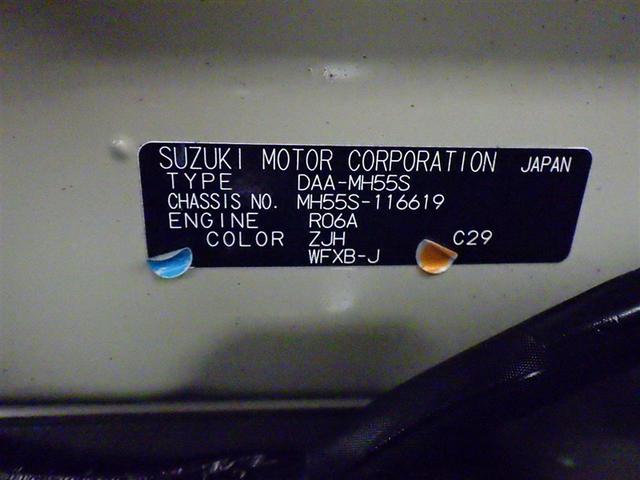 SUZUKI MOTOR CORPORATION JAPAN
TYPE DAA-MH55S
CHASSIS NO. MH55S-116619
ENGINE R06A
COLOR ZJH C29
WFXB-J